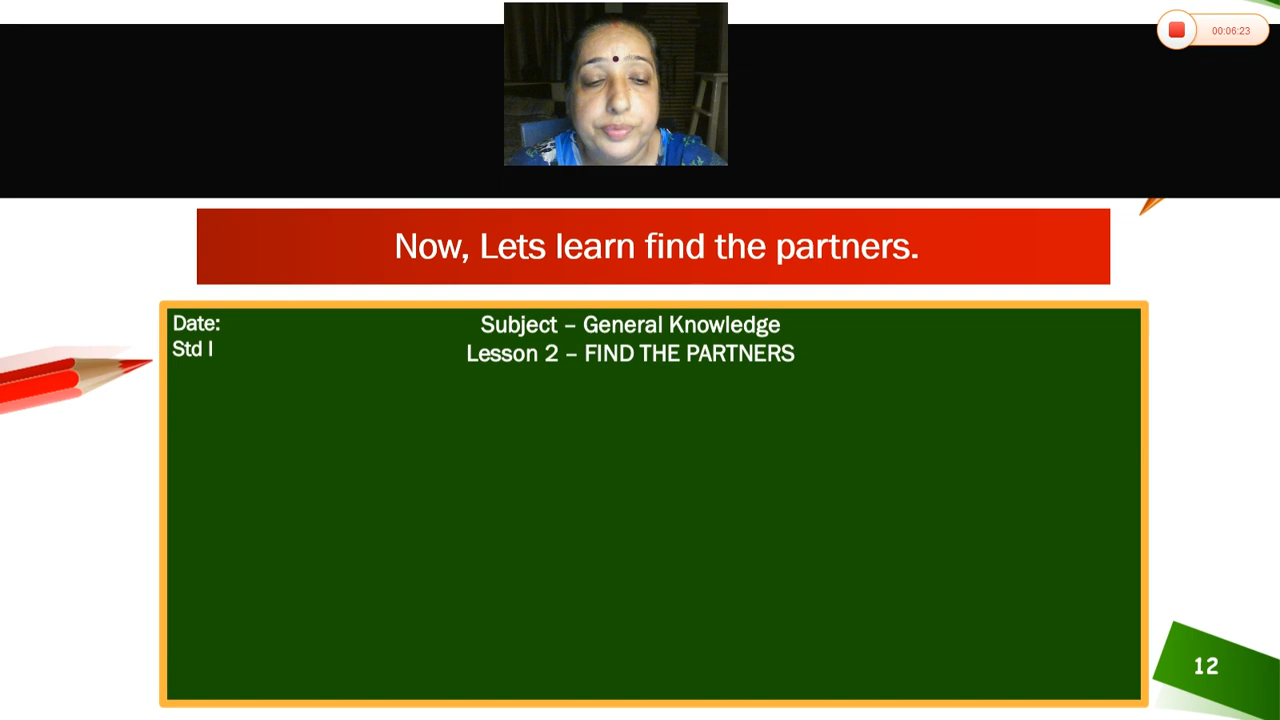 00:06:23
Now, Lets learn find the partners.
Date:
Std I
Subject – General Knowledge
Lesson 2 – FIND THE PARTNERS
12